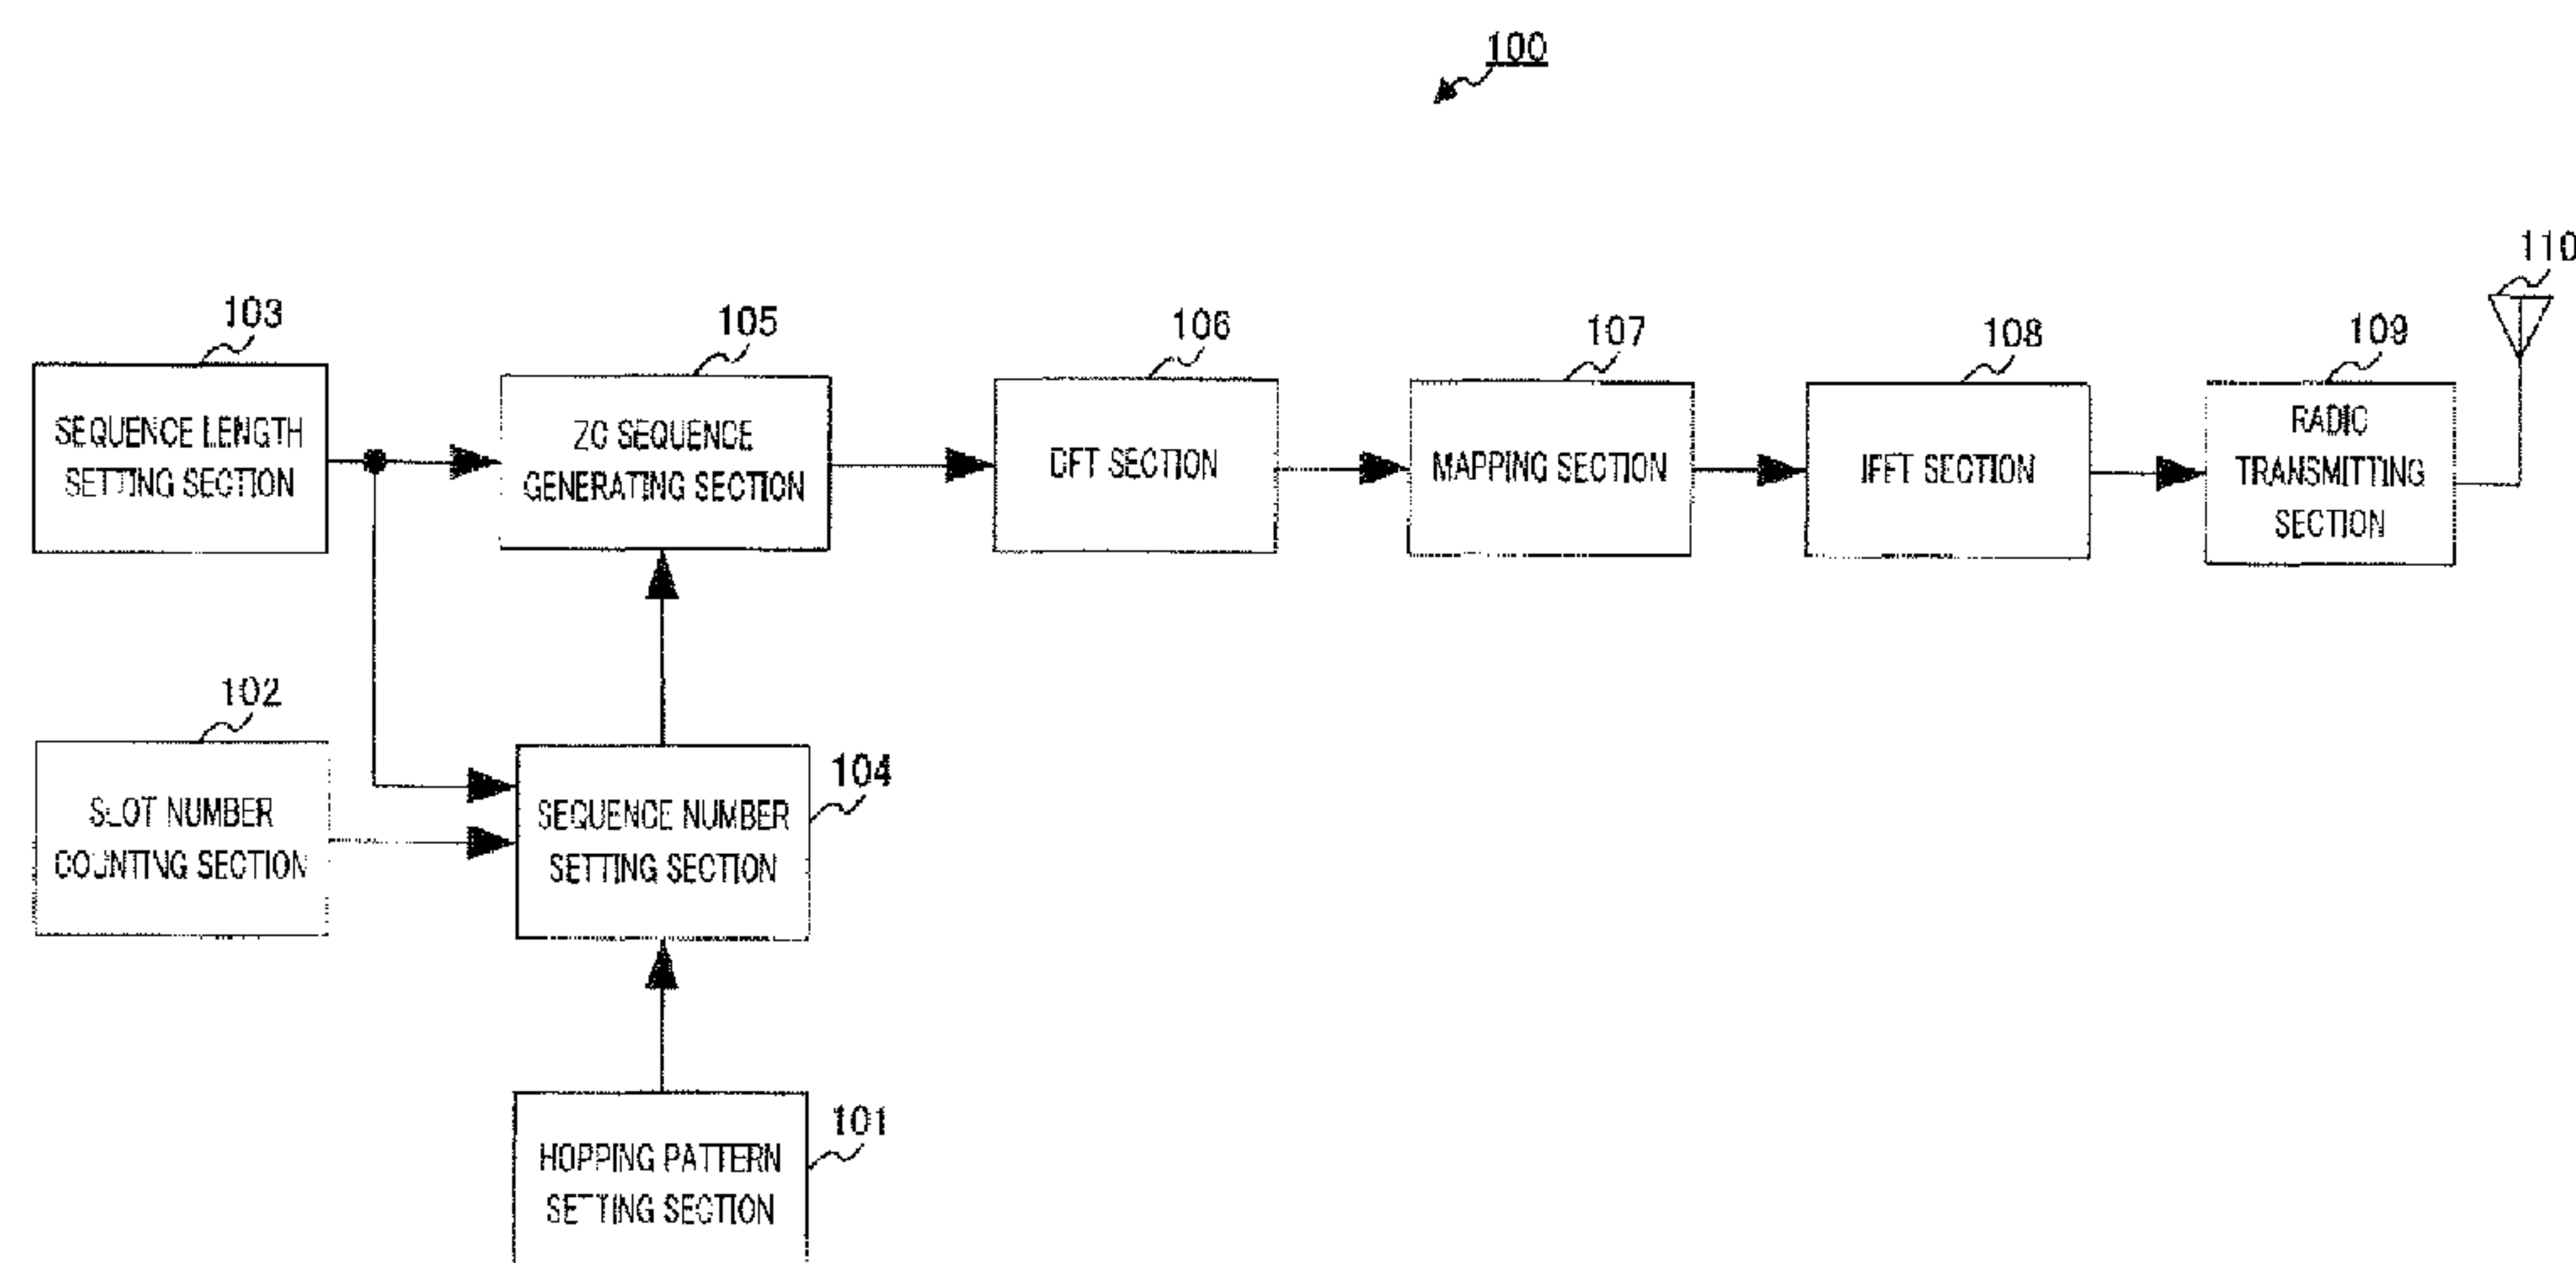 100
110
103
SEQUENCE LENGTH
SETTING SECTION
105
ZC SEQUENCE
GENERATING SECTION
106
DFT SECTION
107
MAPPING SECTION
108
IFFT SECTION
109
RADIO
TRANSMITTING
SECTION
102
SLOT NUMBER
COUNTING SECTION
104
SEQUENCE NUMBER
SETTING SECTION
101
HOPPING PATTERN
SETTING SECTION